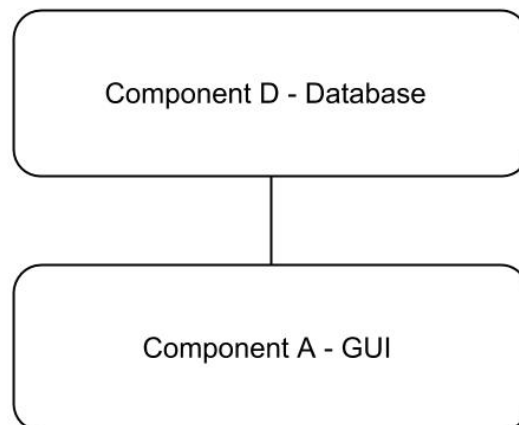 Component D - Database
Component A - GUI